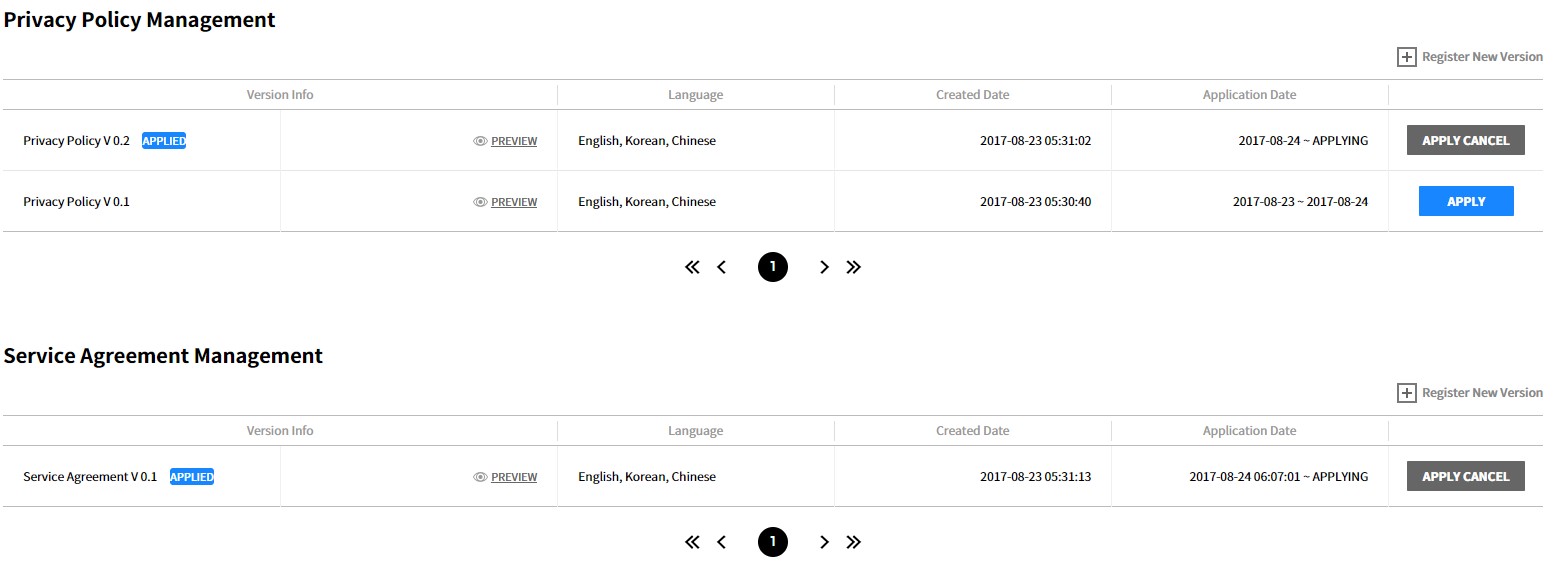 Privacy Policy Management
Register New Version
Version Info Language Created Date Application Date
Privacy Policy V 0.2 APPLIED PREVIEW English, Korean, Chinese 2017-08-23 05:31:02 2017-08-24 ~ APPLYING APPLY CANCEL
Privacy Policy V 0.1 PREVIEW English, Korean, Chinese 2017-08-23 05:30:40 2017-08-23 ~ 2017-08-24 APPLY
1
Service Agreement Management
Register New Version
Version Info Language Created Date Application Date
Service Agreement V 0.1 APPLIED PREVIEW English, Korean, Chinese 2017-08-23 05:31:13 2017-08-24 06:07:01 ~ APPLYING APPLY CANCEL
1